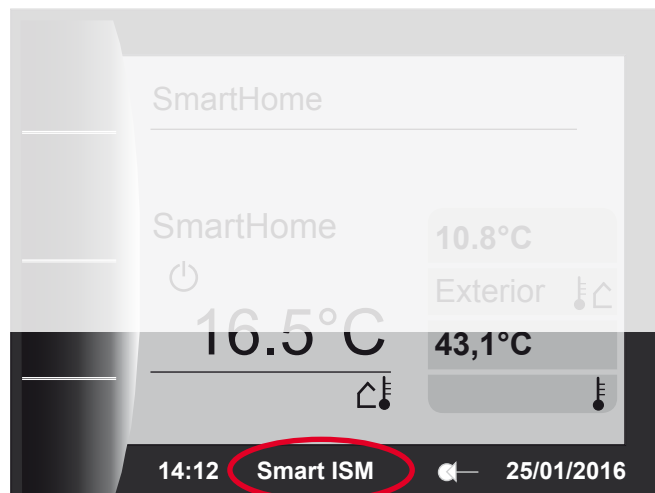 SmartHome
SmartHome
10.8°C
Exterior
16.5°C
43,1°C
14:12 Smart ISM 25/01/2016